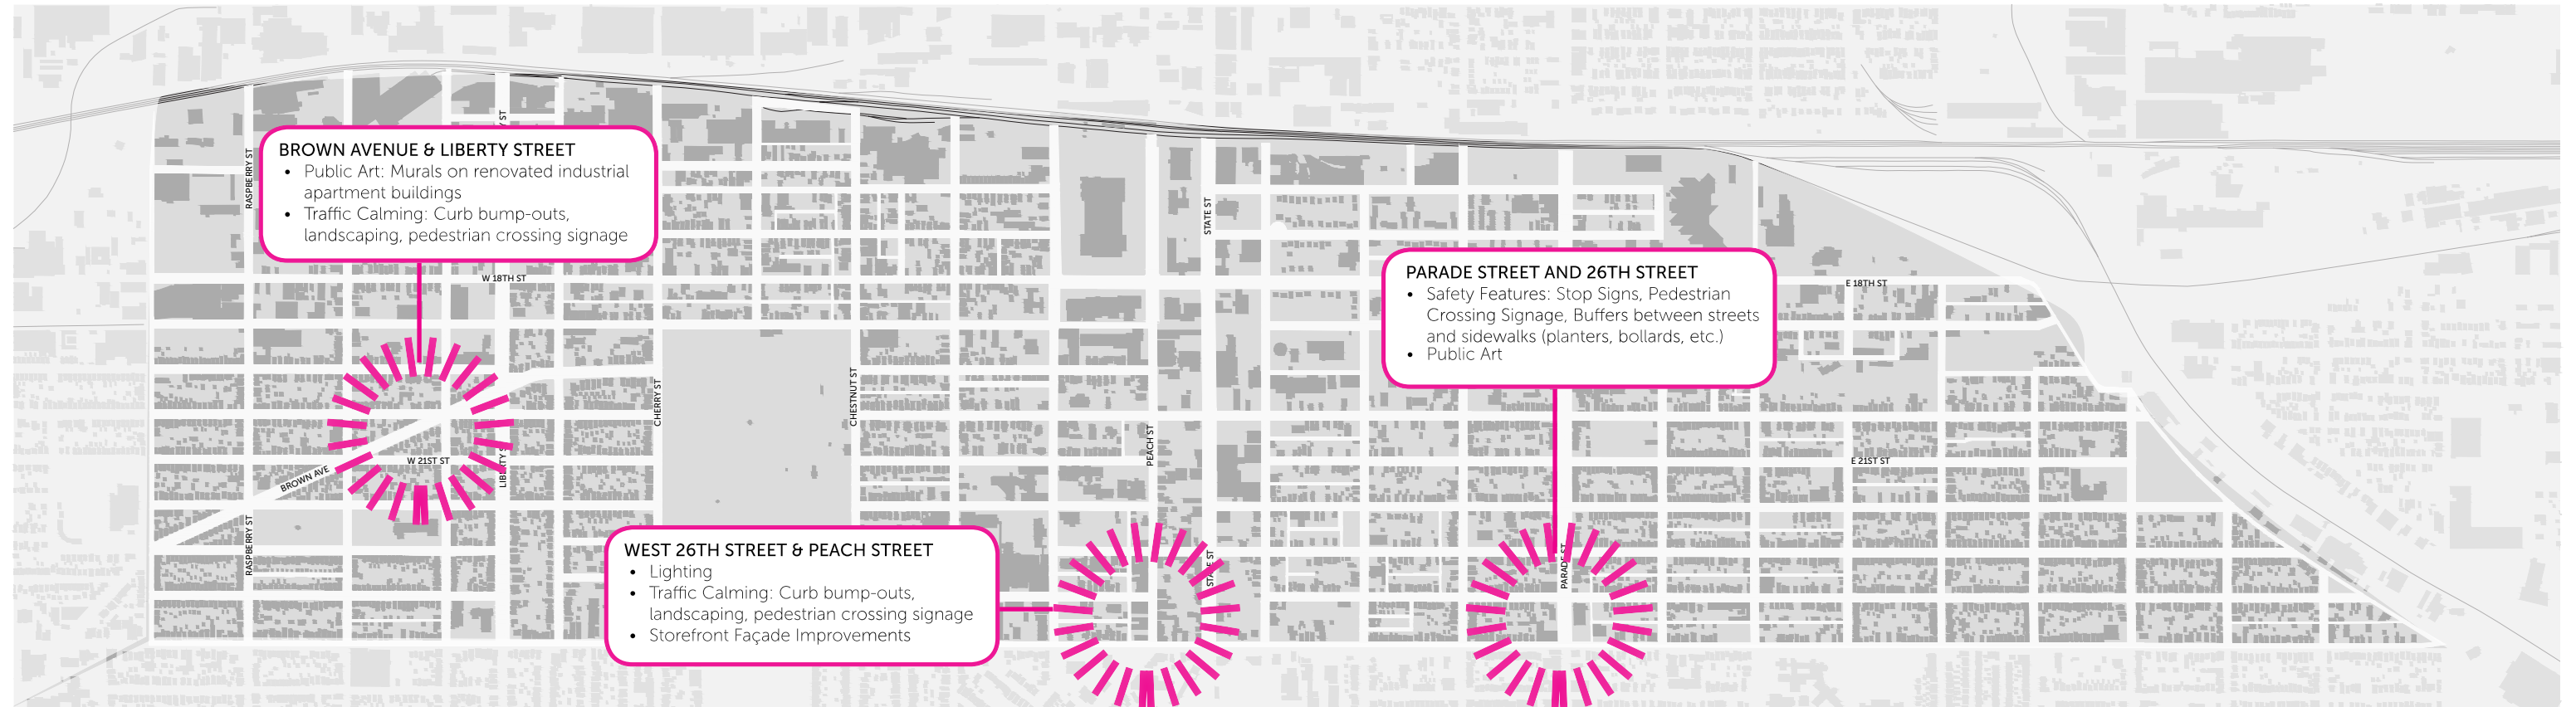 BROWN AVENUE & LIBERTY STREET
• Public Art: Murals on renovated industrial
apartment buildings
• Traffic Calming: Curb bump-outs,
landscaping, pedestrian crossing signage
RASPBERRY ST
STATE ST
W 18TH ST
PARADE STREET AND 26TH STREET
• Safety Features: Stop Signs, Pedestrian
Crossing Signage, Buffers between streets
and sidewalks (planters, bollards, etc.)
• Public Art
E 18TH ST
CHERRY ST
CHESTNUT ST
PEACH ST
W 21ST ST
E 21ST ST
BROWN AVE
LIBERTY S
RASPBERRY ST
WEST 26TH STREET & PEACH STREET
• Lighting
• Traffic Calming: Curb bump-outs,
landscaping, pedestrian crossing signage
• Storefront Façade Improvements
STATE ST
PARADE ST